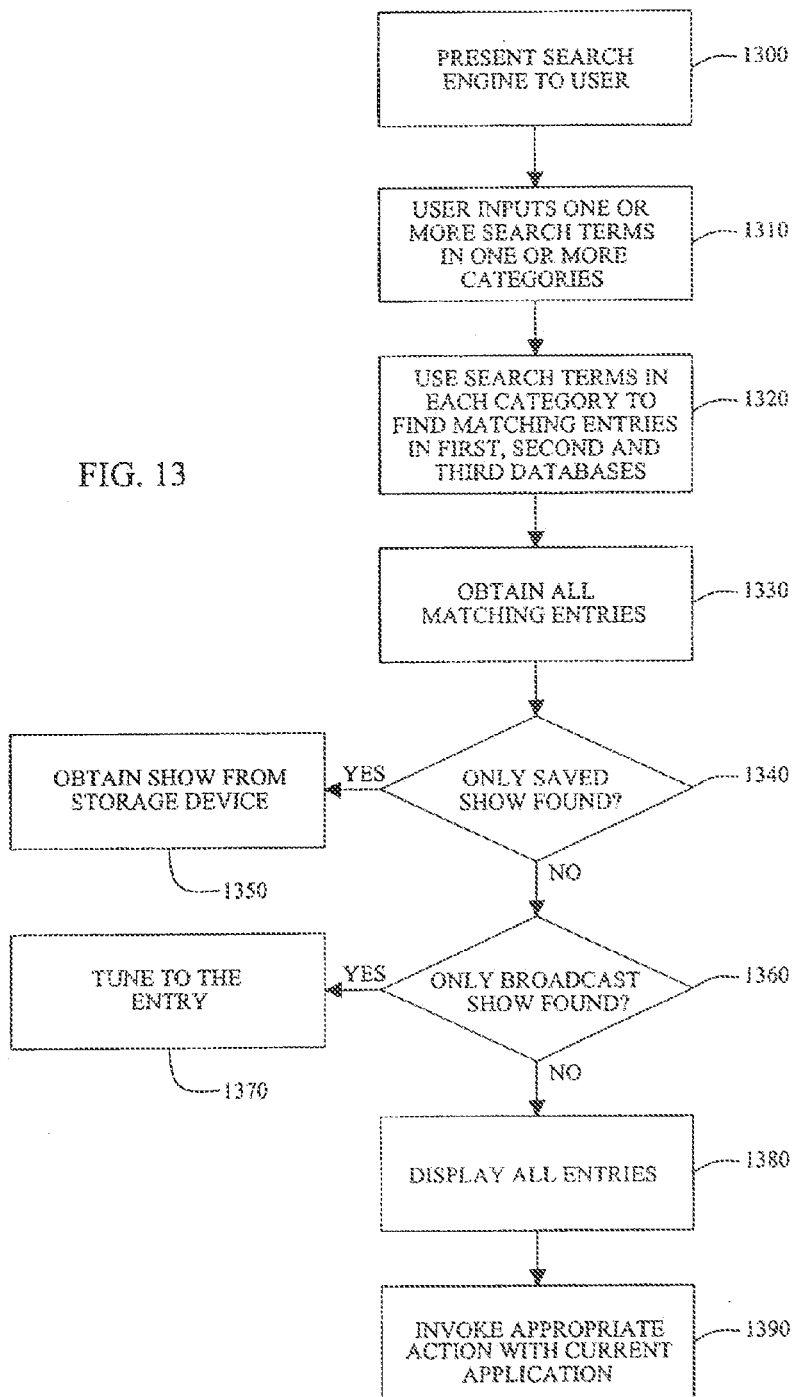 PRESENT SEARCH
ENGINE TO USER
1300
USER INPUTS ONE OR
MORE SEARCH TERMS
IN ONE OR MORE
CATEGORIES
1310
USE SEARCH TERMS IN
EACH CATEGORY TO
FIND MATCHING ENTRIES
IN FIRST, SECOND AND
THIRD DATABASES
1320
FIG. 13
OBTAIN ALL
MATCHING ENTRIES
1330
ONLY SAVED
SHOW FOUND?
1340
YES
OBTAIN SHOW FROM
STORAGE DEVICE
1350
NO
ONLY BROADCAST
SHOW FOUND?
1360
YES
TUNE TO THE
ENTRY
1370
NO
DISPLAY ALL ENTRIES
1380
INVOKE APPROPRIATE
ACTION WITH CURRENT
APPLICATION
1390